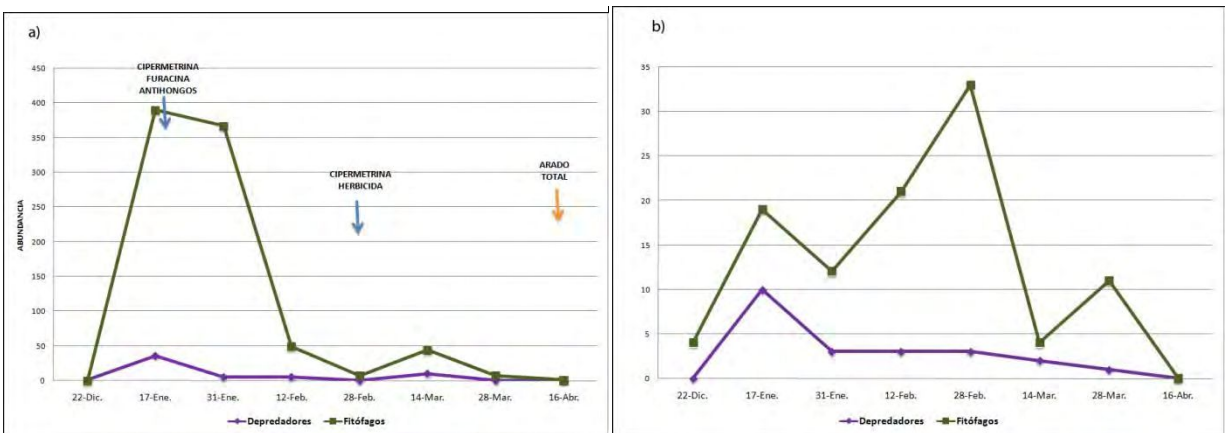 a)
CIPERMETRINA
FURACINA
ANTIHONGOS
CIPERMETRINA
HERBICIDA
ARADO
TOTAL
ABUNDANCIA
450
400
350
300
250
200
150
100
50
0
22-Dic. 17-Ene. 31-Ene. 12-Feb. 28-Feb. 14-Mar. 28-Mar. 16-Abr.
Depredadores Fitófagos
b)
35
30
25
20
15
10
5
0
22-Dic. 17-Ene. 31-Ene. 12-Feb. 28-Feb. 14-Mar. 28-Mar. 16-Abr.
Depredadores Fitófagos